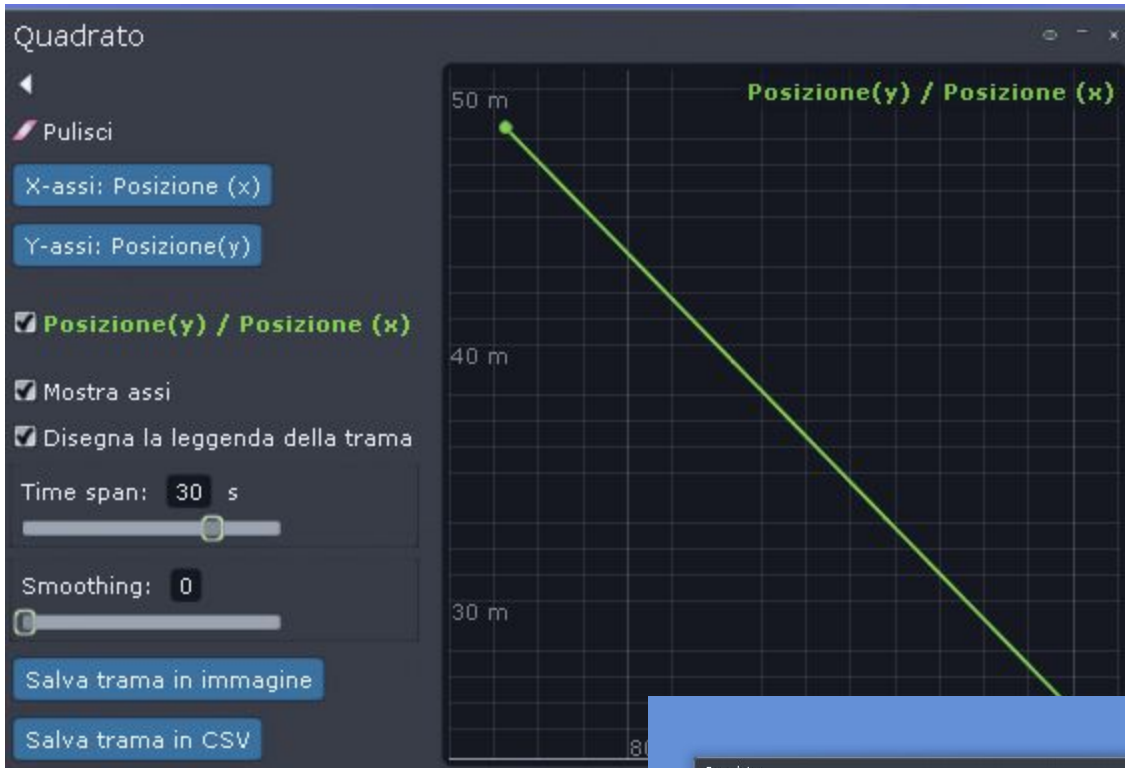 Quadrato
Pulisci
X-assi: Posizione (x)
Y-assi: Posizione(y)
Posizione(y) / Posizione (x)
Mostra assi
Disegna la leggenda della trama
Time span: 30 s
Smoothing: 0
Salva trama in immagine
Salva trama in CSV
Posizione(y) / Posizione (x)
50 m
40 m
30 m